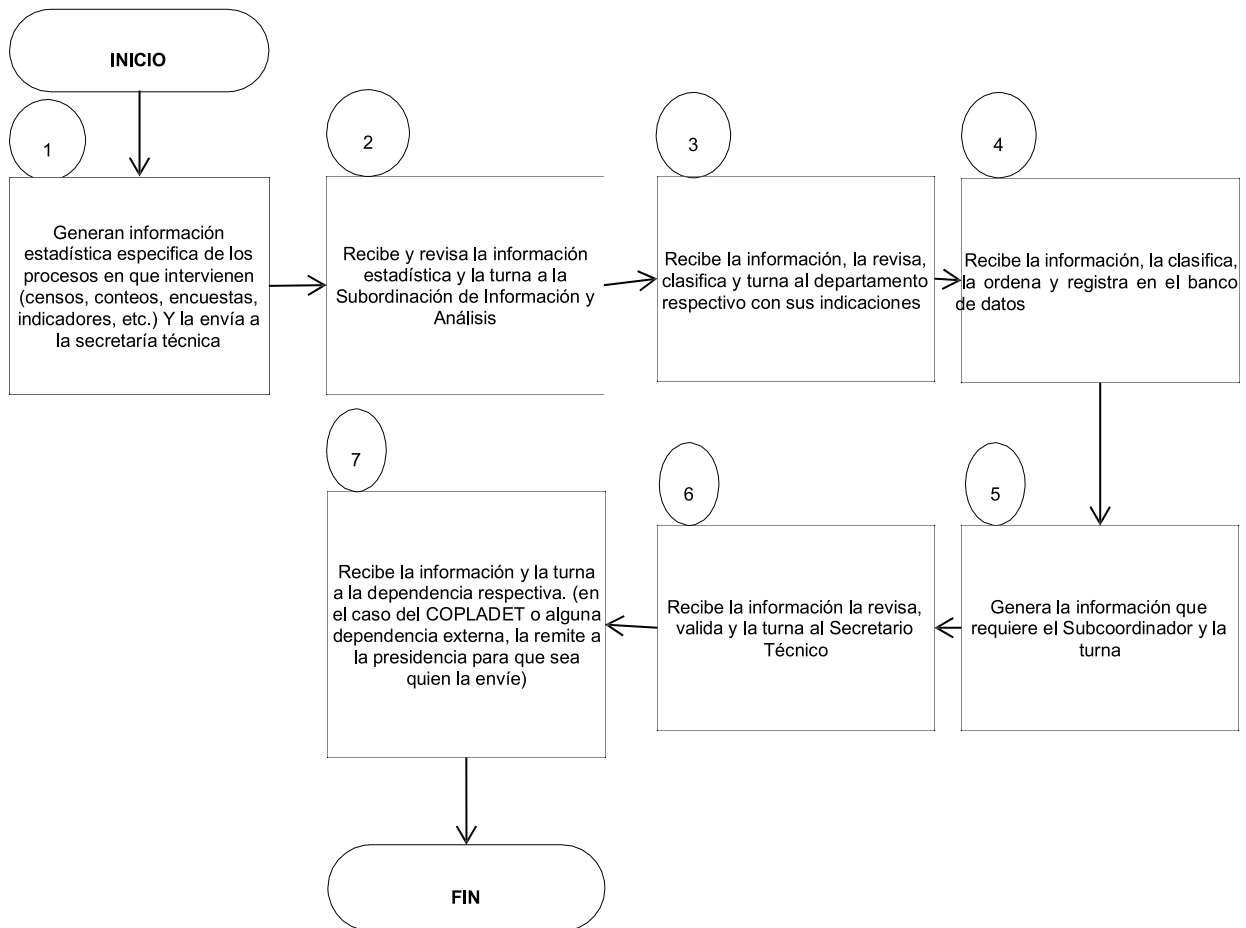 INICIO
1
Generan información
estadística especifica de los
procesos en que intervienen
(censos, conteos, encuestas,
indicadores, etc.) Y la envía a
la secretaría técnica
2
Recibe y revisa la información
estadística y la turna a la
Subordinación de Información y
Análisis
3
Recibe la información, la revisa,
clasifica y turna al departamento
respectivo con sus indicaciones
4
Recibe la información, la clasifica,
la ordena y registra en el banco
de datos
5
Genera la información que
requiere el Subcoordinador y la
turna
6
Recibe la información la revisa,
valida y la turna al Secretario
Técnico
7
Recibe la información y la turna
a la dependencia respectiva. (en
el caso del COPLADET o alguna
dependencia externa, la remite a
la presidencia para que sea
quien la envíe)
FIN